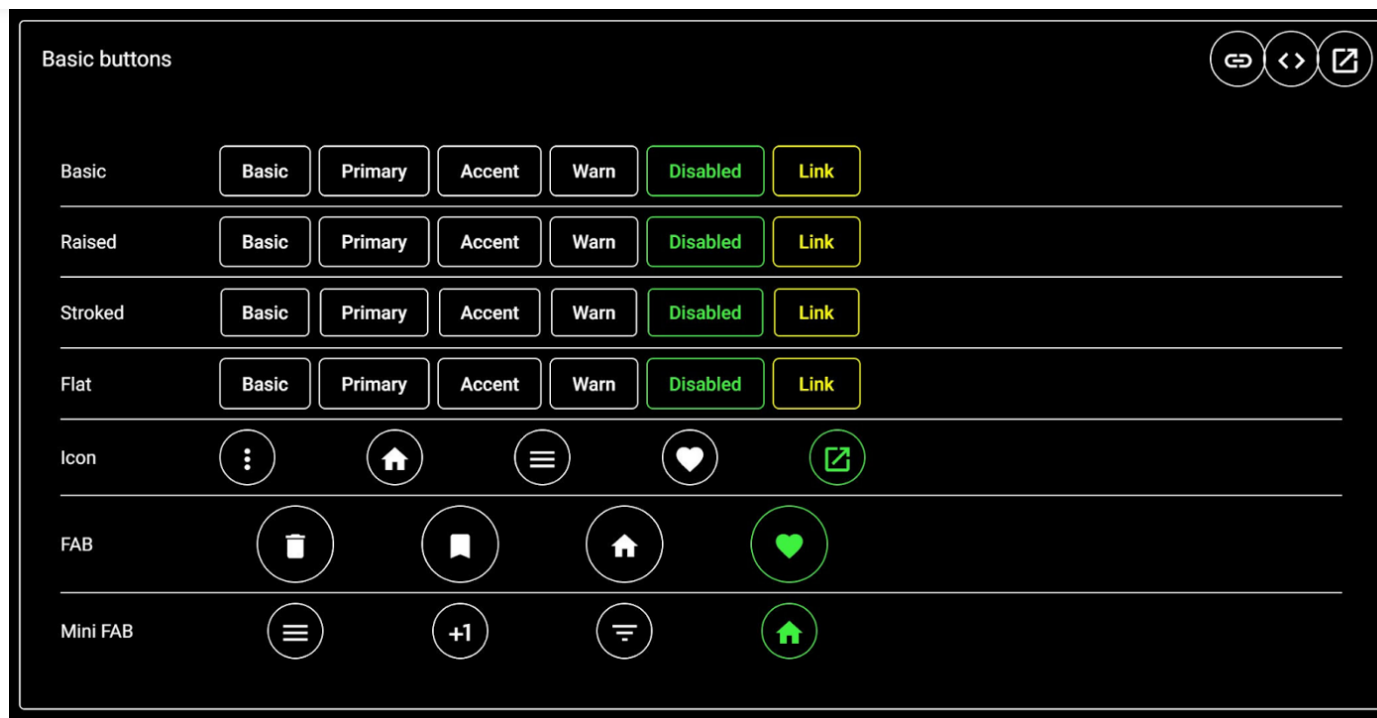 Basic buttons
Basic Basic Primary Accent Warn Disabled Link
Raised Basic Primary Accent Warn Disabled Link
Stroked Basic Primary Accent Warn Disabled Link
Flat Basic Primary Accent Warn Disabled Link
Icon
FAB
Mini FAB +1